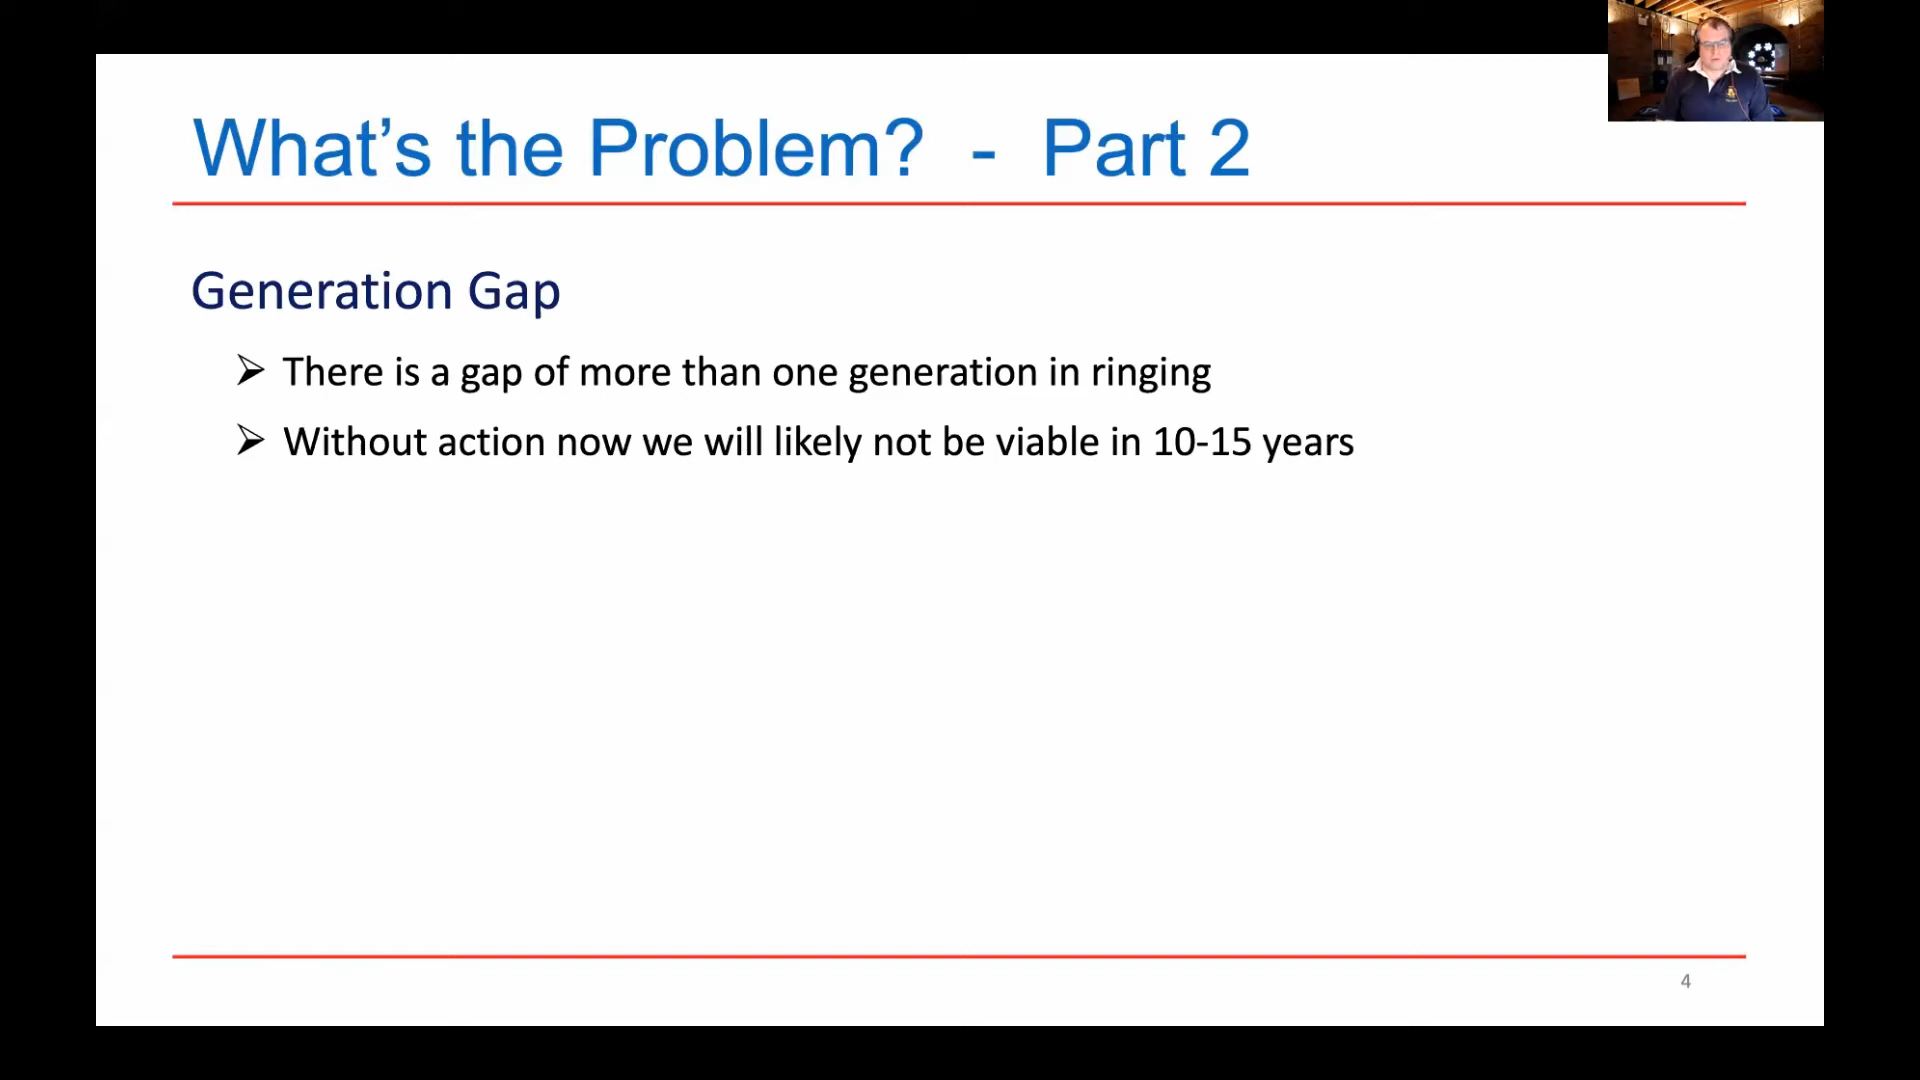 What’s the Problem?  -  Part 2
Generation Gap
➢ There is a gap of more than one generation in ringing
➢ Without action now we will likely not be viable in 10-15 years
4